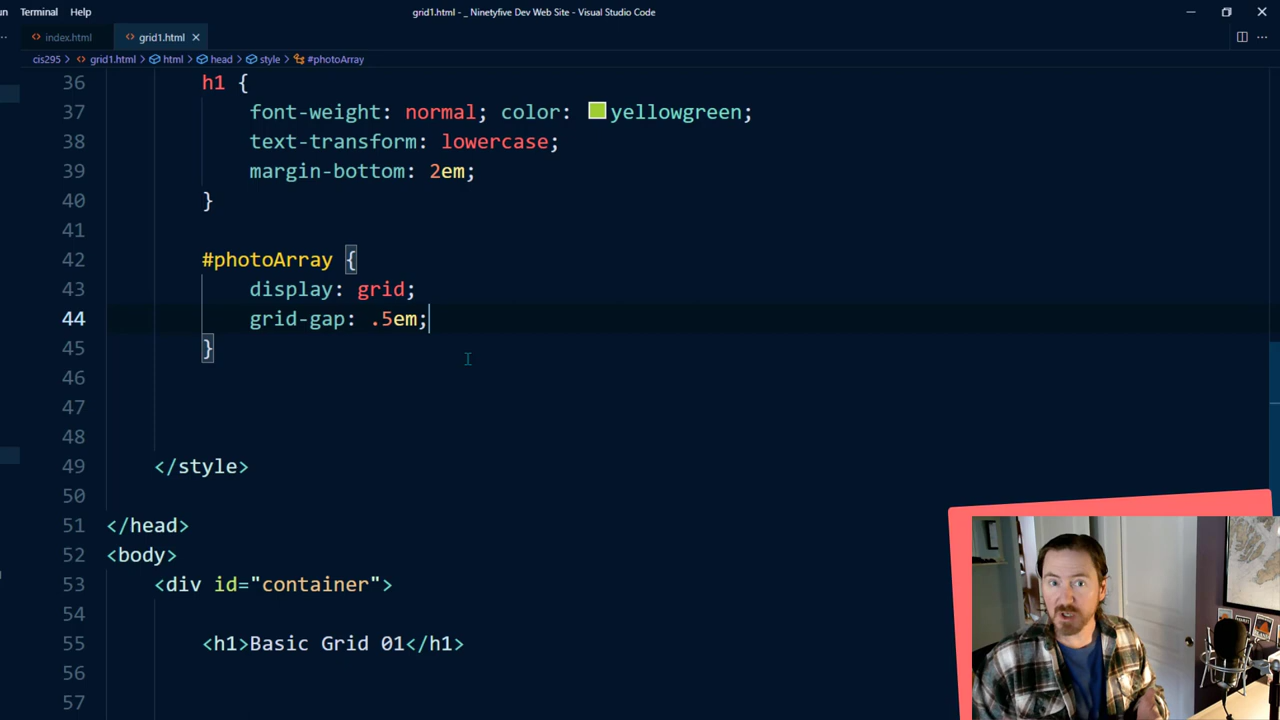 un Terminal Help
grid1.html - _ Ninetyfive Dev Web Site - Visual Studio Code
index.html
grid1.html
cis295 > grid1.html > html > head > style > #photoArray
36 h1 {
37 font-weight: normal; color: yellowgreen;
38 text-transform: lowercase;
39 margin-bottom: 2em;
40 }
41
42 #photoArray {
43 display: grid;
44 grid-gap: .5em;
45 }
46
47
48
49 </style>
50
51 </head>
52 <body>
53 <div id="container">
54
55 <h1>Basic Grid 01</h1>
56
57